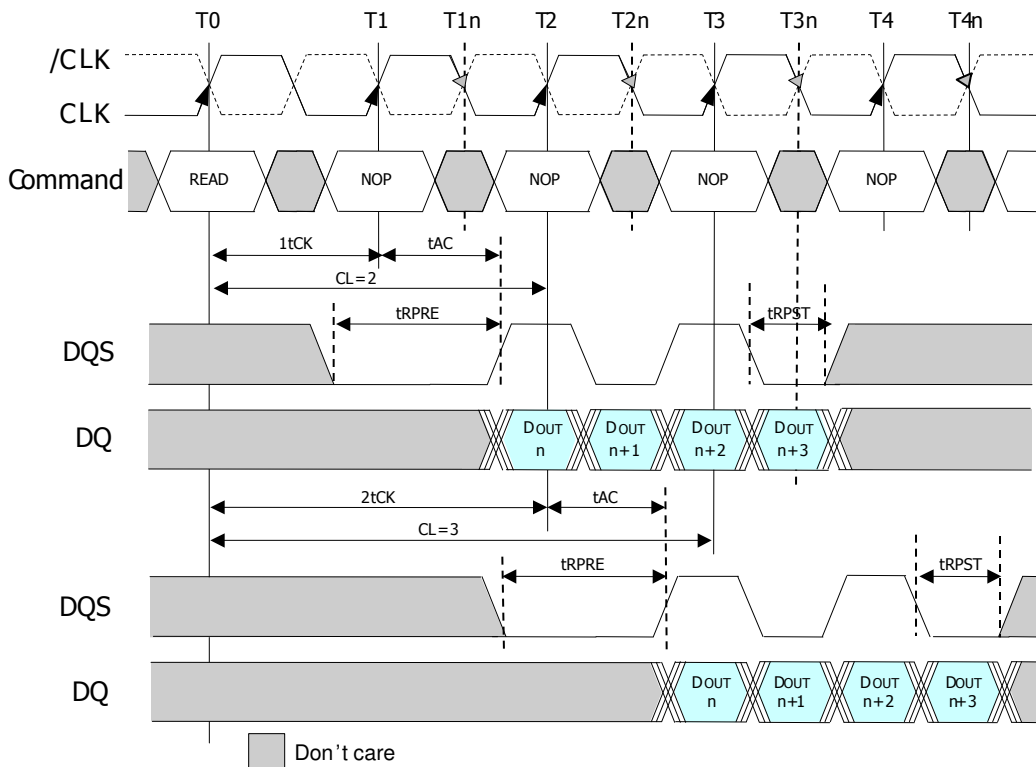 T0 T1 T1n T2 T2n T3 T3n T4 T4n
/CLK
CLK
Command READ NOP NOP NOP NOP
1tCK tAC
CL=2
tRPRE tRPST
DQS
DQ
DOUT n DOUT n+1 DOUT n+2 DOUT n+3
2tCK tAC
CL=3
tRPRE tRPST
DQS
DQ
DOUT n DOUT n+1 DOUT n+2 DOUT n+3
Don't care